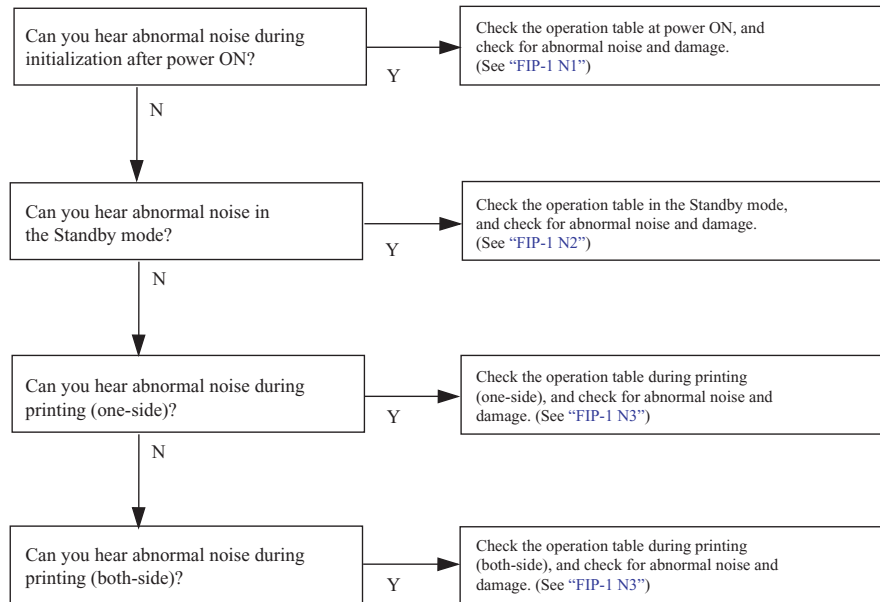 Can you hear abnormal noise during
initialization after power ON?
Y
Check the operation table at power ON, and
check for abnormal noise and damage.
(See “FIP-1 N1”)
N
Can you hear abnormal noise in
the Standby mode?
Y
Check the operation table in the Standby mode,
and check for abnormal noise and damage.
(See “FIP-1 N2”)
N
Can you hear abnormal noise during
printing (one-side)?
Y
Check the operation table during printing
(one-side), and check for abnormal noise and
damage. (See “FIP-1 N3”)
N
Can you hear abnormal noise during
printing (both-side)?
Y
Check the operation table during printing
(both-side), and check for abnormal noise and
damage. (See “FIP-1 N3”)